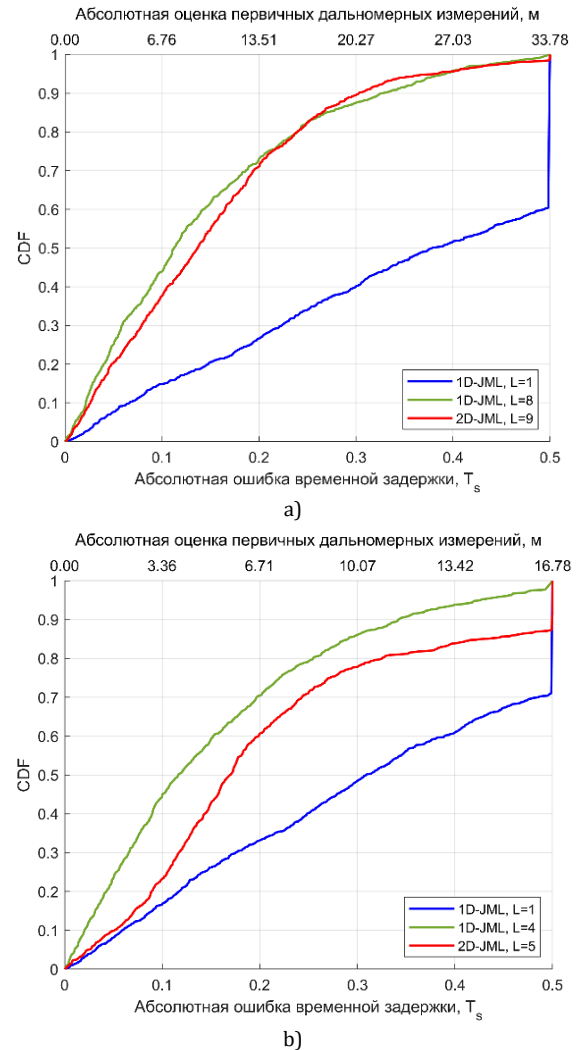 Абсолютная оценка первичных дальномерных измерений, м
0.00 6.76 13.51 20.27 27.03 33.78
1
0.9
0.8
0.7
0.6
0.5
0.4
0.3
0.2
0.1
0
CDF
1D-JML, L=1
1D-JML, L=8
2D-JML, L=9
0 0.1 0.2 0.3 0.4 0.5
Абсолютная ошибка временной задержки, T_s
a)
Абсолютная оценка первичных дальномерных измерений, м
0.00 3.36 6.71 10.07 13.42 16.78
1
0.9
0.8
0.7
0.6
0.5
0.4
0.3
0.2
0.1
0
CDF
1D-JML, L=1
1D-JML, L=4
2D-JML, L=5
0 0.1 0.2 0.3 0.4 0.5
Абсолютная ошибка временной задержки, T_s
b)